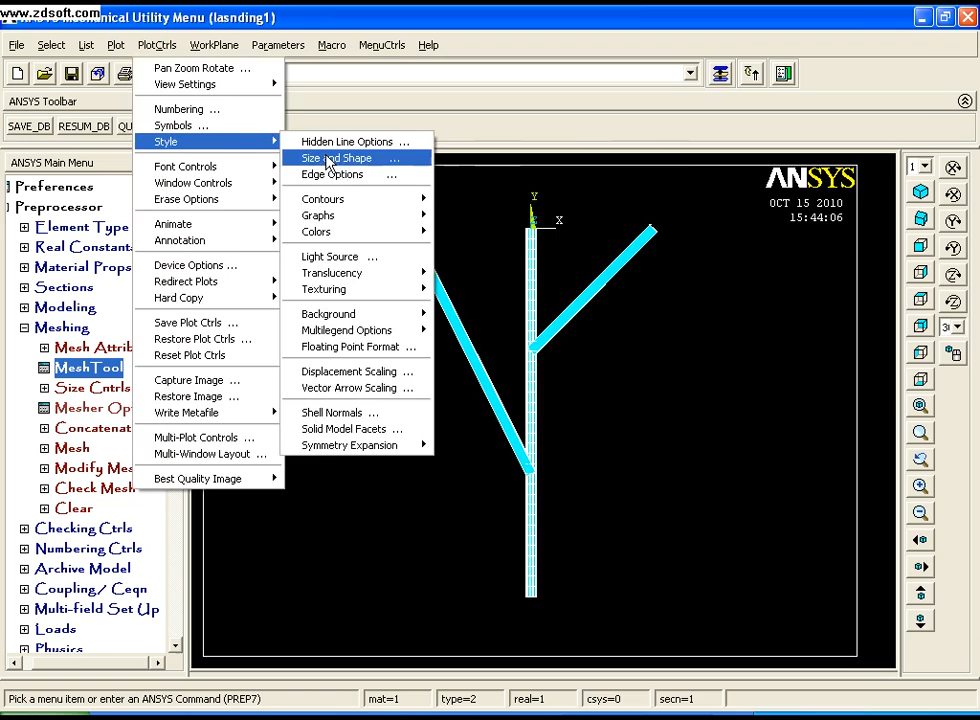 www.zdsoft.com
Mechanical Utility Menu (lasnding1)
File Select List Plot PlotCtrls WorkPlane Parameters Macro MenuCtrls Help
ANSYS Toolbar
SAVE_DB RESUM_DB QU
ANSYS Main Menu
Preferences
Preprocessor
Element Type
Real Constan
Material Props
Sections
Modeling
Meshing
Mesh Attrib
MeshTool
Size Cntrls
Mesher Op
Concatenat
Mesh
Modify Me
Check Mesh
Clear
Checking Ctrls
Numbering Ctrls
Archive Model
Coupling/ Ceqn
Multi-field Set Up
Loads
Physics
Pan Zoom Rotate ...
View Settings
Numbering ...
Symbols ...
Style
Font Controls
Window Controls
Erase Options
Animate
Annotation
Device Options ...
Redirect Plots
Hard Copy
Save Plot Ctrls ...
Restore Plot Ctrls ...
Reset Plot Ctrls
Capture Image ...
Restore Image ...
Write Metafile
Multi-Plot Controls ...
Multi-Window Layout ...
Best Quality Image
Hidden Line Options ...
Size and Shape ...
Edge Options ...
Contours
Graphs
Colors
Light Source ...
Translucency
Texturing
Background
Multilegend Options
Floating Point Format ...
Displacement Scaling ...
Vector Arrow Scaling ...
Shell Normals ...
Solid Model Facets ...
Symmetry Expansion
ANSYS
OCT 15 2010
15:44:06
Y
X
1
Pick a menu item or enter an ANSYS Command (PREP7) mat=1 type=2 real=1 csys=0 secn=1